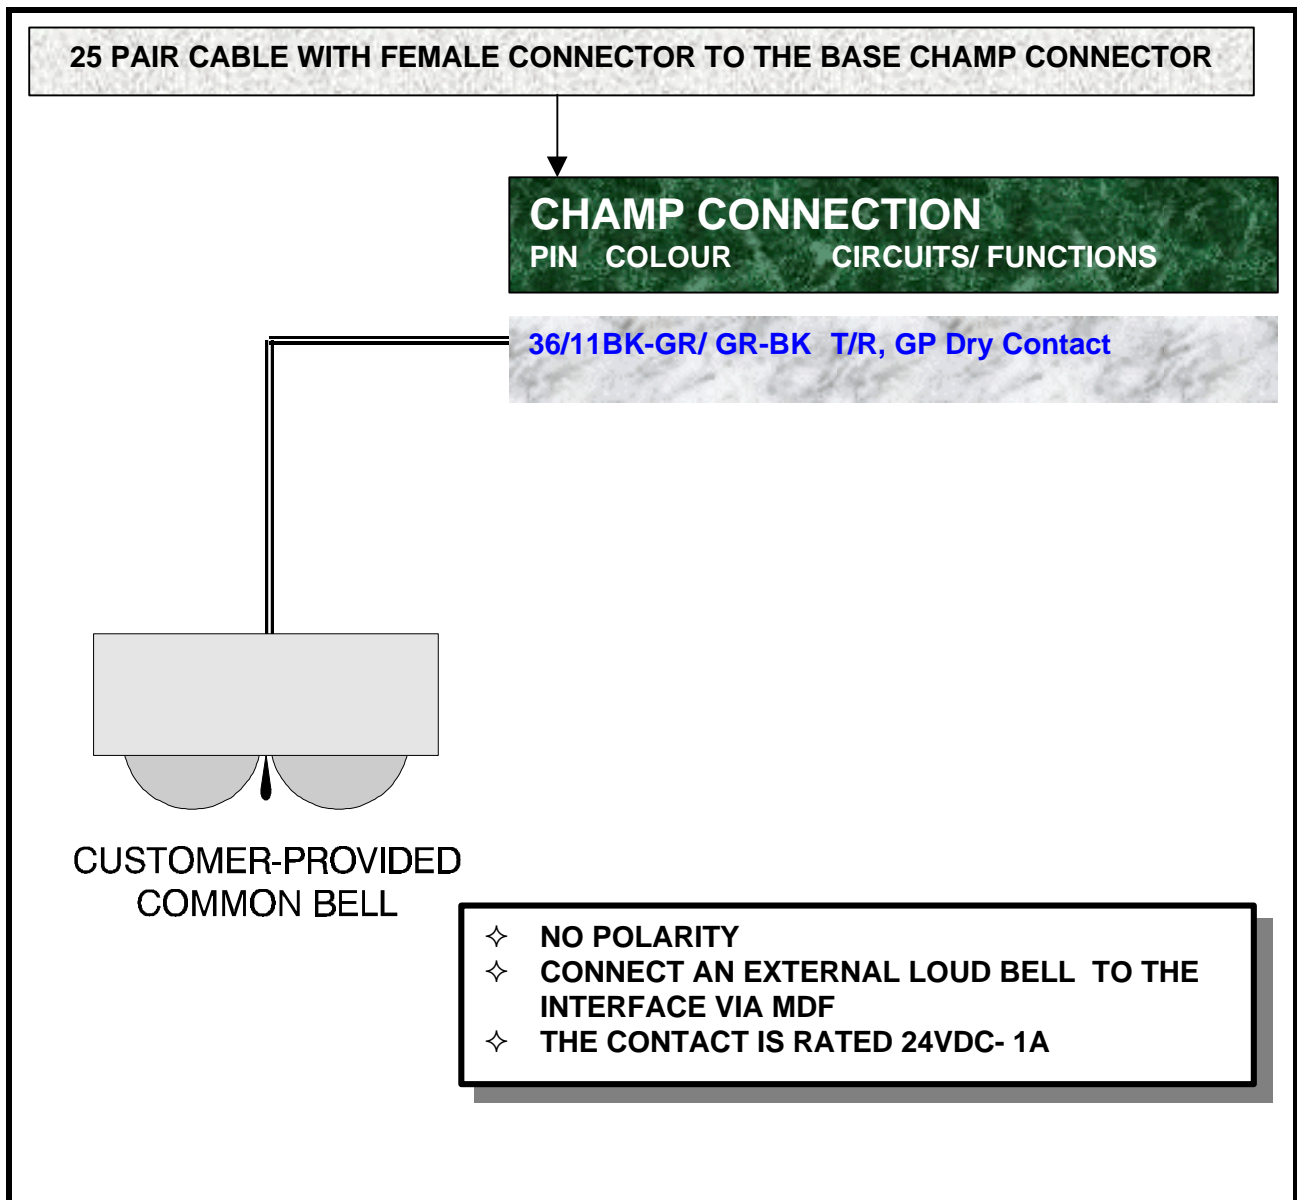 25 PAIR CABLE WITH FEMALE CONNECTOR TO THE BASE CHAMP CONNECTOR
CHAMP CONNECTION
PIN COLOUR CIRCUITS/ FUNCTIONS
36/11BK-GR/ GR-BK T/R, GP Dry Contact
CUSTOMER-PROVIDED
COMMON BELL
✧ NO POLARITY
✧ CONNECT AN EXTERNAL LOUD BELL TO THE
INTERFACE VIA MDF
✧ THE CONTACT IS RATED 24VDC- 1A